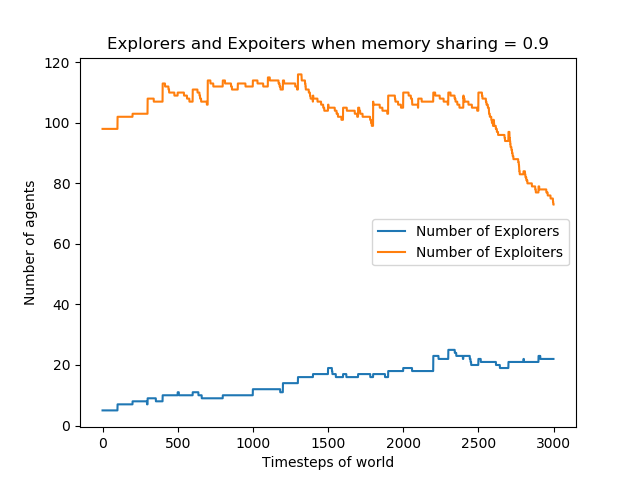 Explorers and Expoiters when memory sharing = 0.9
120
100
80
60
40
20
0
Number of agents
Number of Explorers
Number of Exploiters
0 500 1000 1500 2000 2500 3000
Timesteps of world